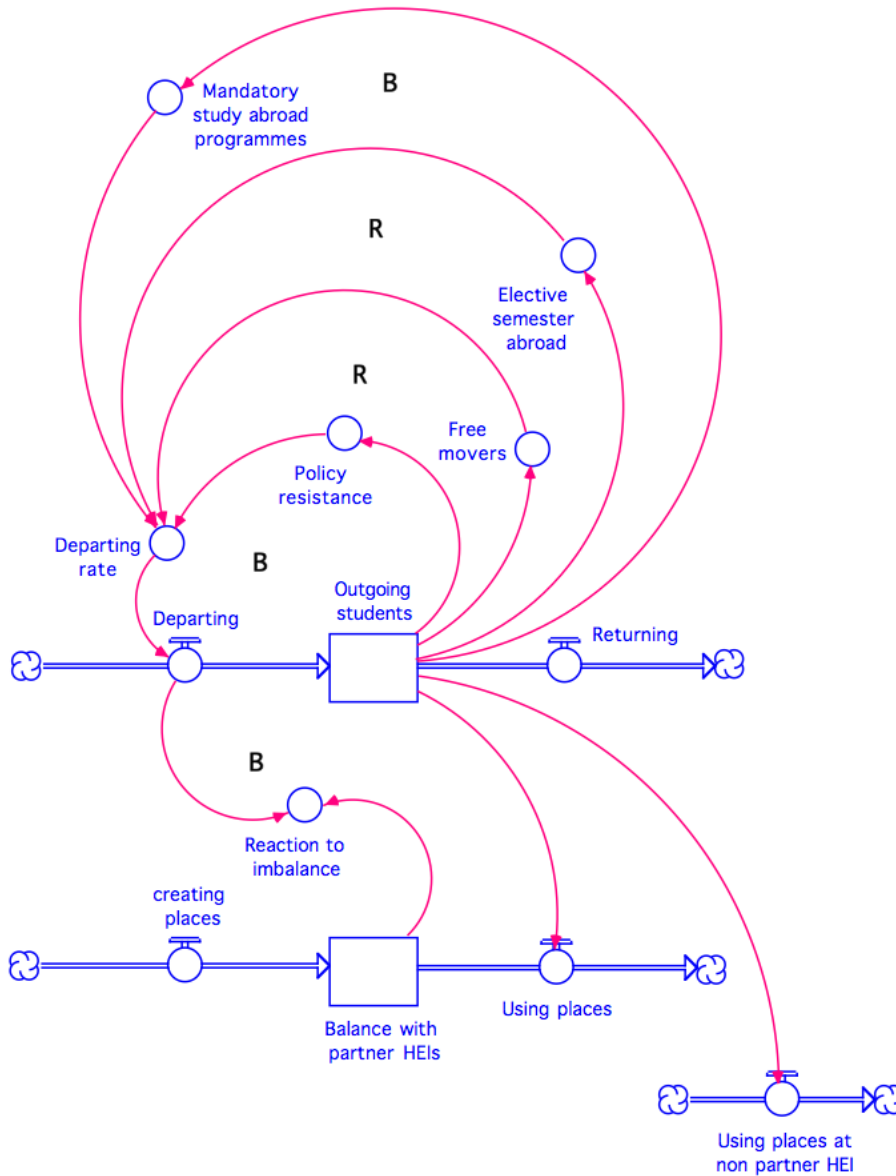 B
Mandatory
study abroad
programmes
R
Elective
semester
abroad
R
Free
movers
Policy
resistance
Departing
rate
B
Outgoing
students
Departing
Returning
B
Reaction to
imbalance
creating
places
Using places
Balance with
partner HEIs
Using places at
non partner HEI